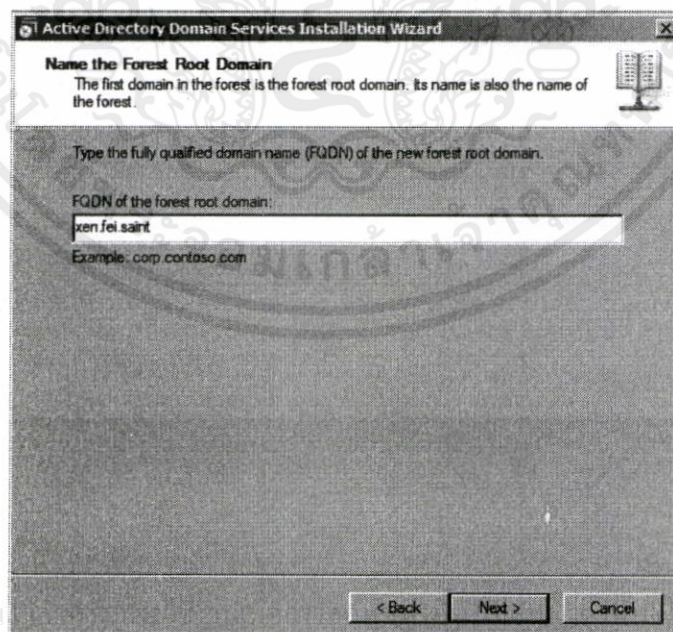 Active Directory Domain Services Installation Wizard
Name the Forest Root Domain
The first domain in the forest is the forest root domain. Its name is also the name of
the forest.
Type the fully qualified domain name (FQDN) of the new forest root domain.
FQDN of the forest root domain:
xen.fei.saint
Example: corp.contoso.com
< Back
Next >
Cancel